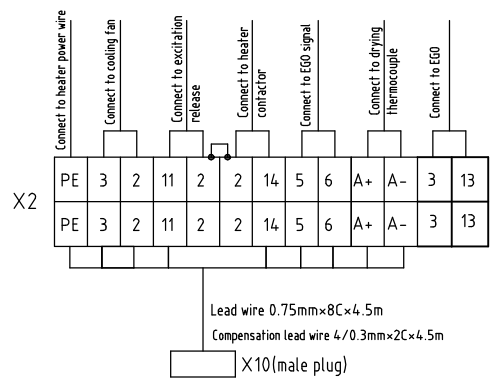 Connect to heater power wire
Connect to cooling fan
Connect to excitation
release
Connect to heater
contactor
Connect to EGO signal
Connect to drying
thermocouple
Connect to EGO
X2
PE 3 2 11 2 2 14 5 6 A+ A- 3 13
PE 3 2 11 2 2 14 5 6 A+ A- 3 13
Lead wire 0.75mm×8C×4.5m
Compensation lead wire 4/0.3mm×2C×4.5m
X10(male plug)